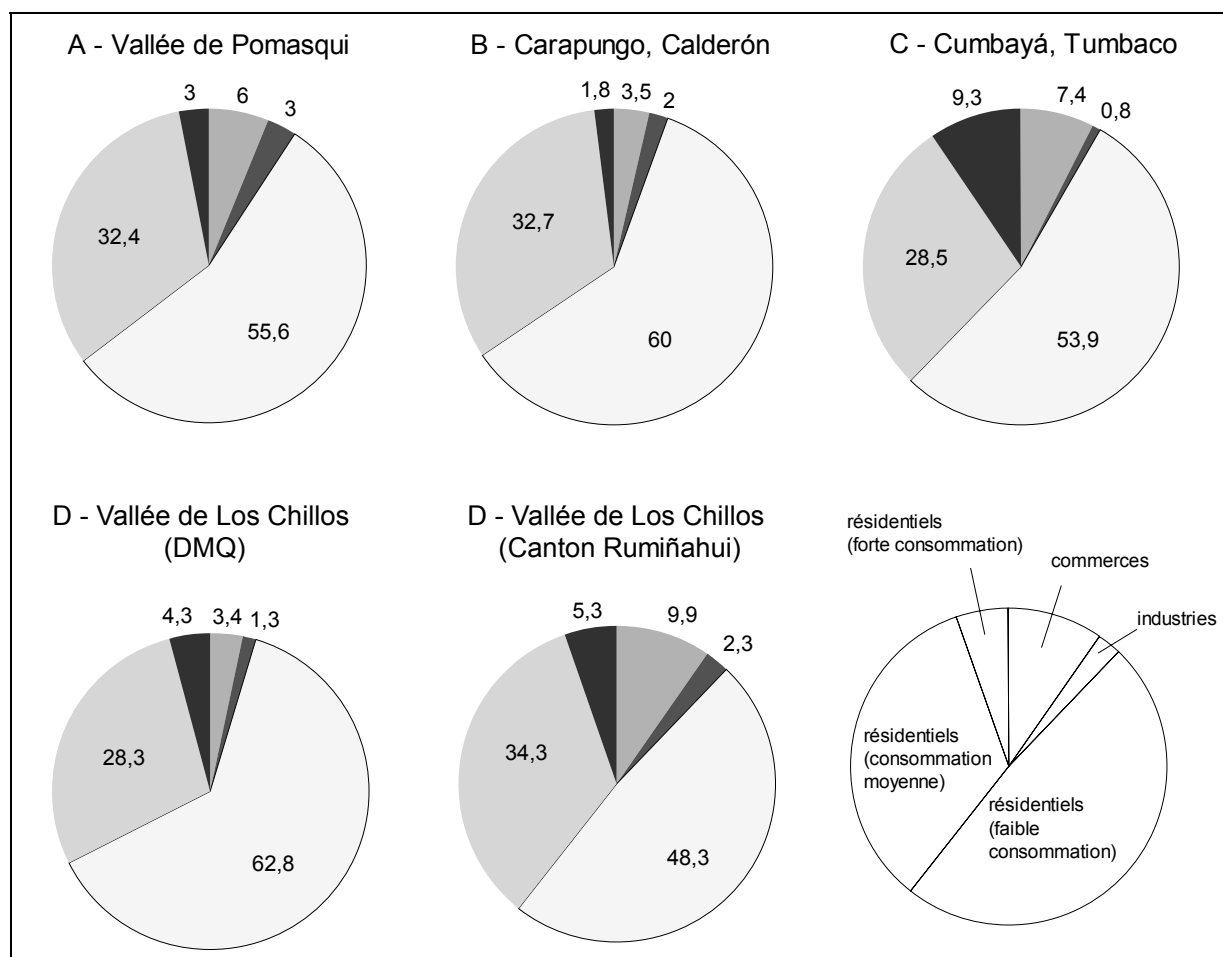 A - Vallée de Pomasqui
3
6
3
32,4
55,6
B - Carapungo, Calderón
1,8
3,5
2
32,7
60
C - Cumbayá, Tumbaco
9,3
7,4
0,8
28,5
53,9
D - Vallée de Los Chillos
(DMQ)
4,3
3,4
1,3
28,3
62,8
D - Vallée de Los Chillos
(Canton Rumiñahui)
5,3
9,9
2,3
34,3
48,3
résidentiels
(forte consommation)
commerces
industries
résidentiels
(consommation
moyenne)
résidentiels
(faible
consommation)